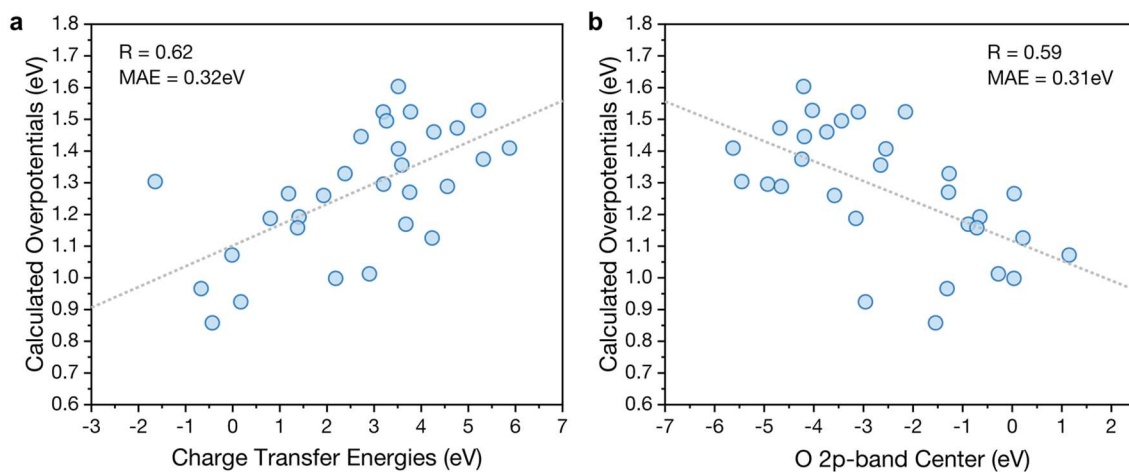 a
R = 0.62
MAE = 0.32eV
Calculated Overpotentials (eV)
1.8
1.7
1.6
1.5
1.4
1.3
1.2
1.1
1.0
0.9
0.8
0.7
0.6
-3 -2 -1 0 1 2 3 4 5 6 7
Charge Transfer Energies (eV)
b
R = 0.59
MAE = 0.31eV
Calculated Overpotentials (eV)
1.8
1.7
1.6
1.5
1.4
1.3
1.2
1.1
1.0
0.9
0.8
0.7
0.6
-7 -6 -5 -4 -3 -2 -1 0 1 2
O 2p-band Center (eV)